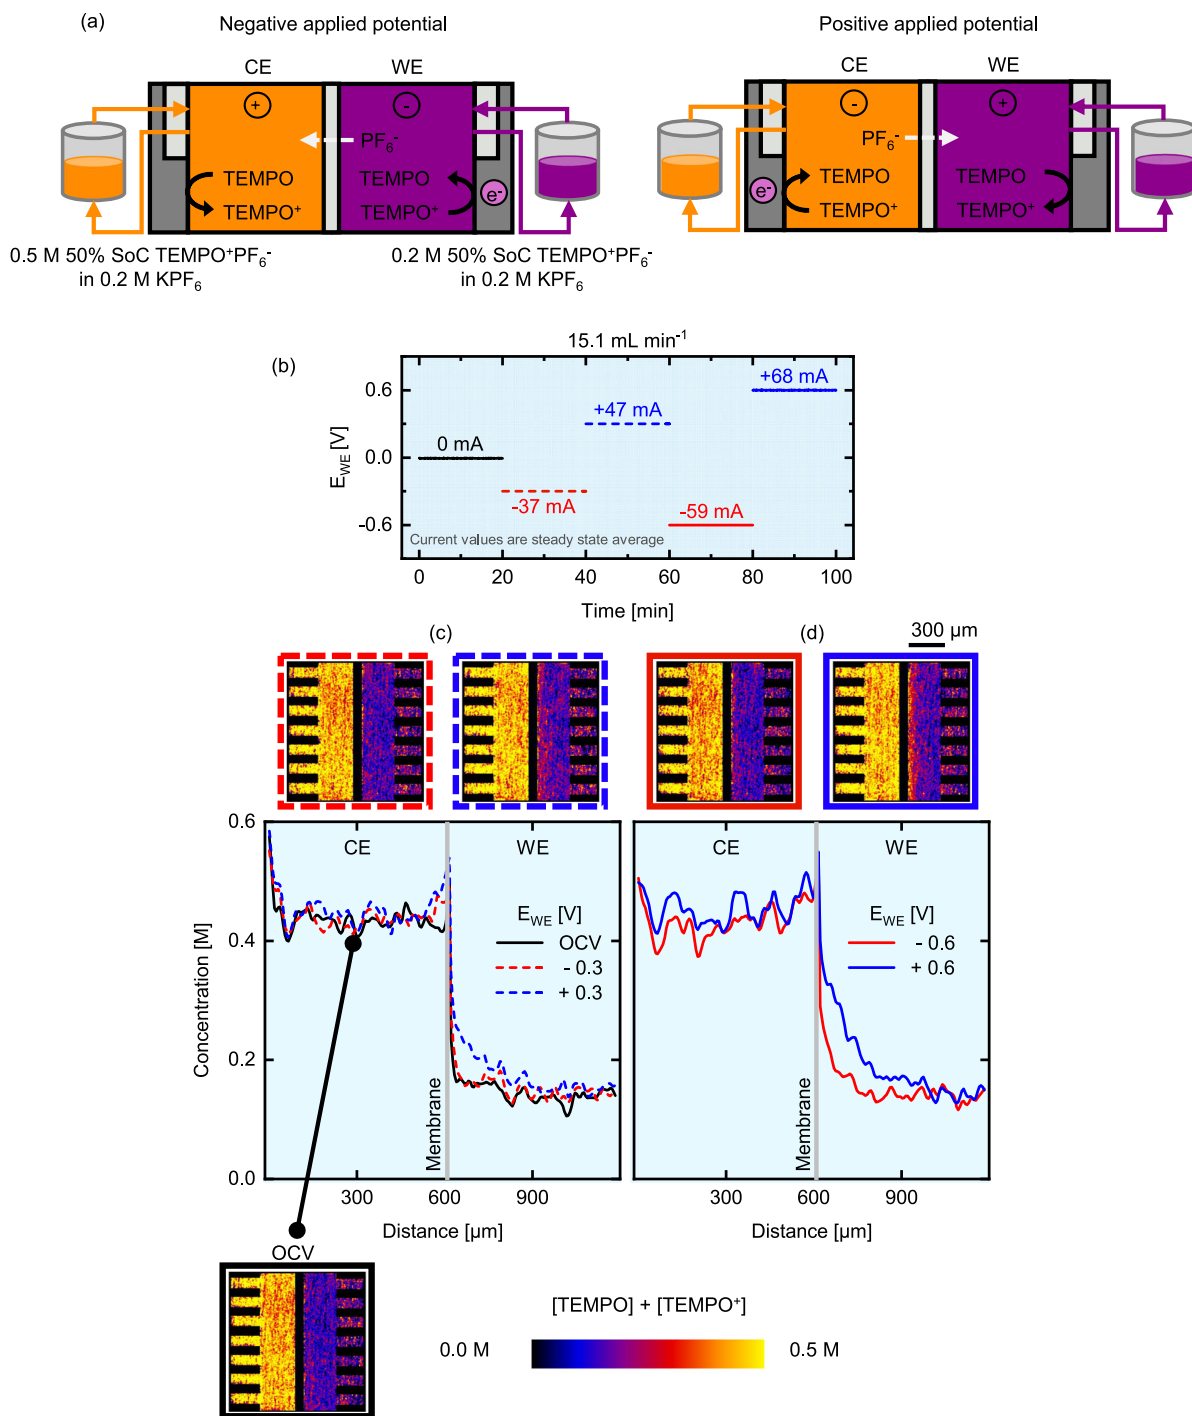 (a)
Negative applied potential
Positive applied potential
CE
WE
CE
WE
+
-
-
+
PF₆⁻
PF₆⁻
TEMPO
TEMPO
TEMPO
TEMPO
TEMPO⁺
TEMPO⁺
TEMPO⁺
TEMPO⁺
e⁻
e⁻
0.5 M 50% SoC TEMPO⁺PF₆⁻
in 0.2 M KPF₆
0.2 M 50% SoC TEMPO⁺PF₆⁻
in 0.2 M KPF₆
(b)
15.1 mL min⁻¹
E_WE [V]
0.6
0.0
-0.6
0 mA
-37 mA
+47 mA
-59 mA
+68 mA
Current values are steady state average
0
20
40
60
80
100
Time [min]
(c)
(d)
300 µm
Concentration [M]
0.6
0.4
0.2
0.0
CE
WE
E_WE [V]
OCV
- 0.3
+ 0.3
Membrane
300
600
900
Distance [µm]
CE
WE
E_WE [V]
- 0.6
+ 0.6
Membrane
300
600
900
Distance [µm]
OCV
[TEMPO] + [TEMPO⁺]
0.0 M
0.5 M